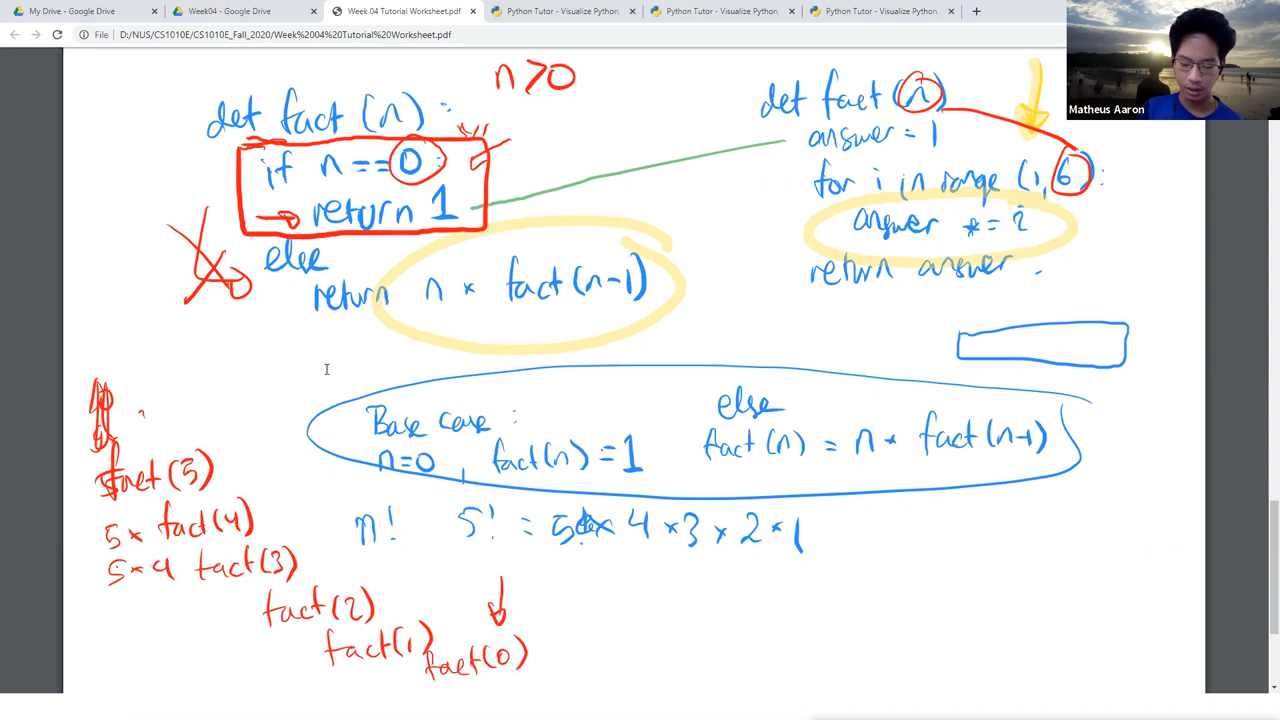 My Drive - Google Drive
Week04 - Google Drive
Week 04 Tutorial Worksheet.pdf
Python Tutor - Visualize Python,
Python Tutor - Visualize Python,
Python Tutor - Visualize Python,
File
D:/NUS/CS1010E/CS1010E_Fall_2020/Week%2004%20Tutorial%20Worksheet.pdf
Matheus Aaron
n>0
def fact (n) :
if n==0 :
return 1
else
return n * fact(n-1)
def fact (n)
answer = 1
for i in range (1,6):
answer *= i
return answer .
Base case :
n=0 , fact(n) = 1
else
fact(n) = n * fact(n-1)
n! 5! = 5 * 4 * 3 * 2 * 1
fact(5)
5 * fact(4)
5 * 4 fact(3)
fact(2)
fact(1)
fact(0)